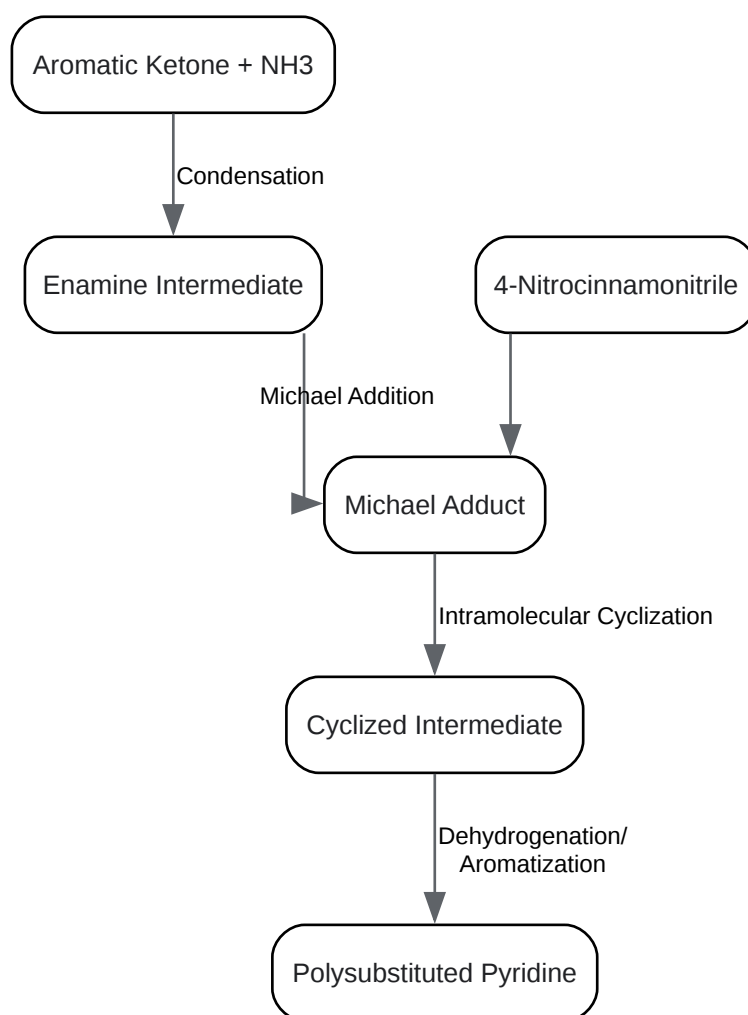 Aromatic Ketone + NH3
Condensation
Enamine Intermediate
4-Nitrocinnamonitrile
Michael Addition
Michael Adduct
Intramolecular Cyclization
Cyclized Intermediate
Dehydrogenation/
Aromatization
Polysubstituted Pyridine